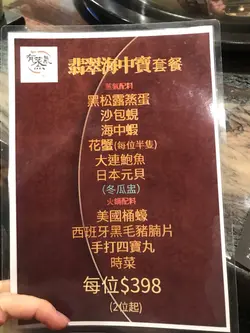 翡翠海中寶套餐
蒸氣配料
黑松露蒸蛋
沙包蜆
海中蝦
花蟹(每位半隻)
大連鮑魚
日本元貝
(冬瓜盅)
火鍋配料
美國桶蠔
西班牙黑毛豬腩片
手打四寶丸
時菜
每位$398
(2位起)